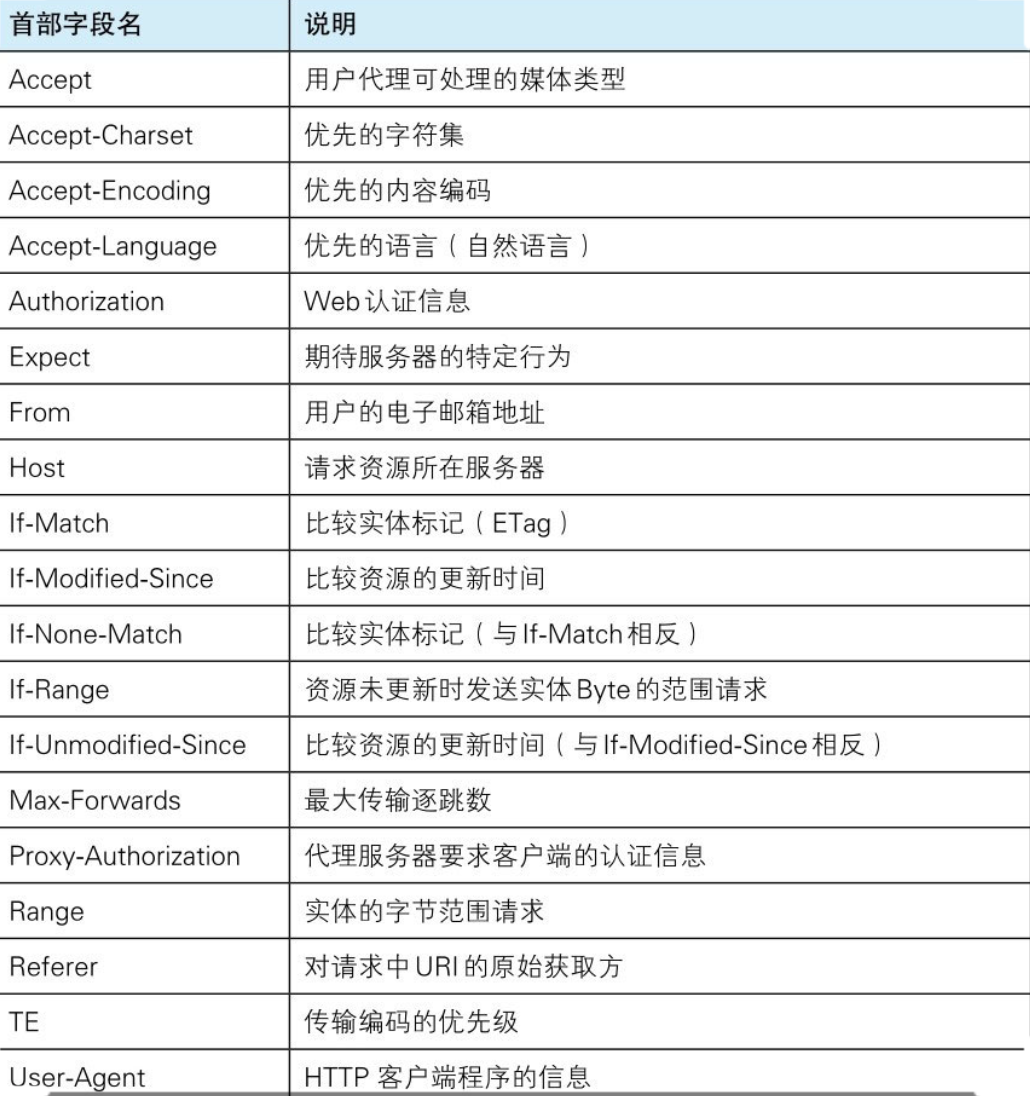 首部字段名 说明
Accept 用户代理可处理的媒体类型
Accept-Charset 优先的字符集
Accept-Encoding 优先的内容编码
Accept-Language 优先的语言（自然语言）
Authorization Web认证信息
Expect 期待服务器的特定行为
From 用户的电子邮箱地址
Host 请求资源所在服务器
If-Match 比较实体标记（ETag）
If-Modified-Since 比较资源的更新时间
If-None-Match 比较实体标记（与If-Match相反）
If-Range 资源未更新时发送实体Byte的范围请求
If-Unmodified-Since 比较资源的更新时间（与If-Modified-Since相反）
Max-Forwards 最大传输逐跳数
Proxy-Authorization 代理服务器要求客户端的认证信息
Range 实体的字节范围请求
Referer 对请求中URI的原始获取方
TE 传输编码的优先级
User-Agent HTTP 客户端程序的信息